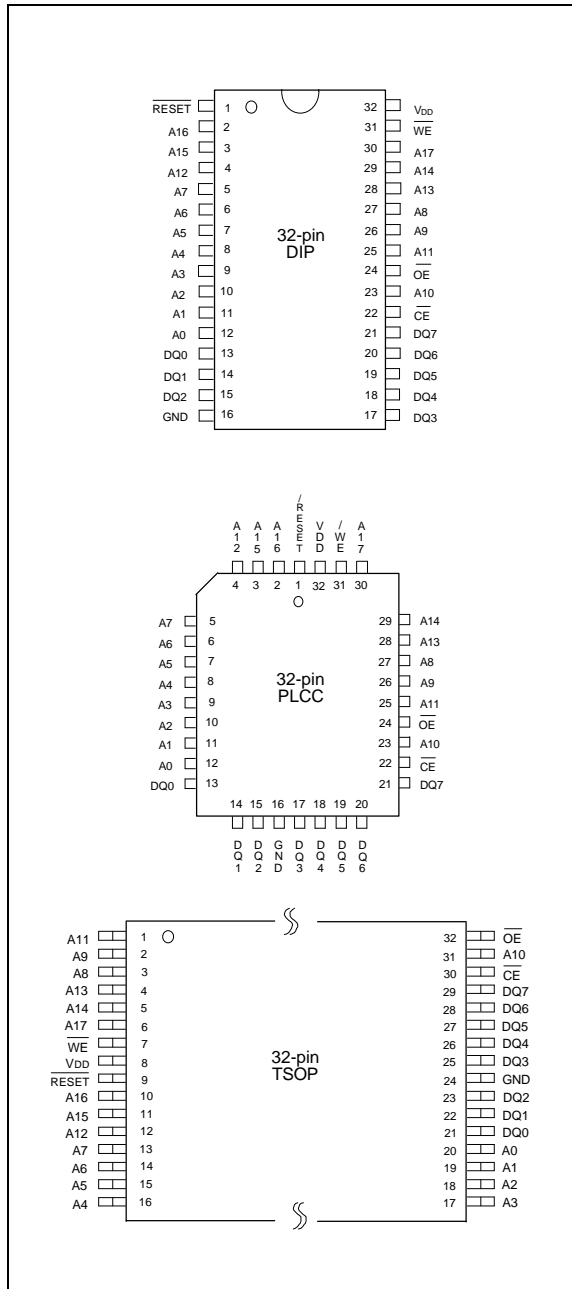 R̅E̅S̅E̅T̅ 1 32 VDD
A16 2 31 W̅E̅
A15 3 30 A17
A12 4 29 A14
A7 5 28 A13
A6 6 27 A8
A5 7 26 A9
32-pin
DIP
A4 8 25 A11
A3 9 24 O̅E̅
A2 10 23 A10
A1 11 22 C̅E̅
A0 12 21 DQ7
DQ0 13 20 DQ6
DQ1 14 19 DQ5
DQ2 15 18 DQ4
GND 16 17 DQ3
A12 A15 A16 /RESET VDD /WE A17
4 3 2 1 32 31 30
A7 5 29 A14
A6 6 28 A13
A5 7 27 A8
A4 8 26 A9
32-pin
PLCC
A3 9 25 A11
A2 10 24 O̅E̅
A1 11 23 A10
A0 12 22 C̅E̅
DQ0 13 21 DQ7
14 15 16 17 18 19 20
DQ1 DQ2 GND DQ3 DQ4 DQ5 DQ6
A11 1 32 O̅E̅
A9 2 31 A10
A8 3 30 C̅E̅
A13 4 29 DQ7
A14 5 28 DQ6
A17 6 27 DQ5
W̅E̅ 7 26 DQ4
VDD 8 25 DQ3
32-pin
TSOP
R̅E̅S̅E̅T̅ 9 24 GND
A16 10 23 DQ2
A15 11 22 DQ1
A12 12 21 DQ0
A7 13 20 A0
A6 14 19 A1
A5 15 18 A2
A4 16 17 A3